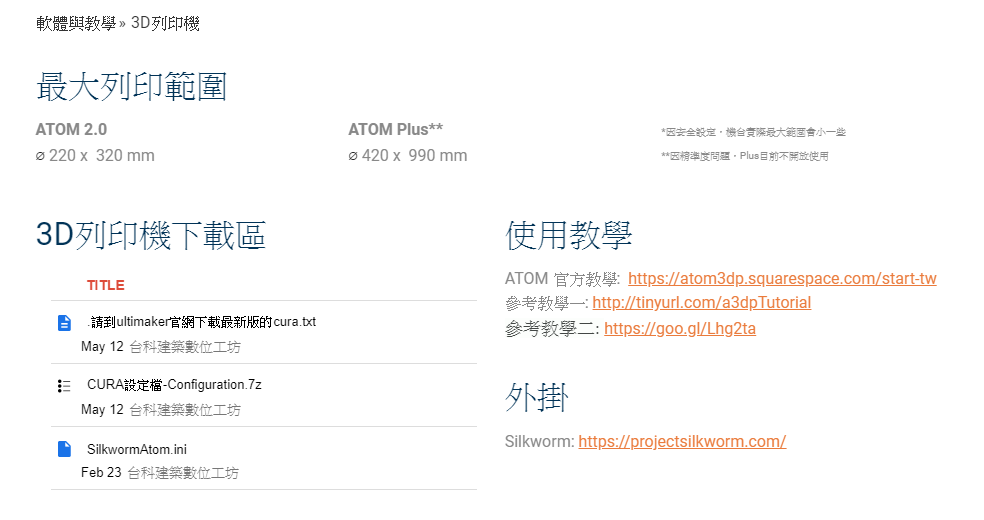 軟體與教學 » 3D列印機
最大列印範圍
ATOM 2.0
⌀ 220 x 320 mm
ATOM Plus**
⌀ 420 x 990 mm
*因安全設定，機台實際最大範圍會小一些
**因精準度問題，Plus目前不開放使用
3D列印機下載區
TITLE
.請到ultimaker官網下載最新版的cura.txt
May 12 台科建築數位工坊
CURA設定檔-Configuration.7z
May 12 台科建築數位工坊
SilkwormAtom.ini
Feb 23 台科建築數位工坊
使用教學
ATOM 官方教學: https://atom3dp.squarespace.com/start-tw
參考教學一: http://tinyurl.com/a3dpTutorial
參考教學二: https://goo.gl/Lhg2ta
外掛
Silkworm: https://projectsilkworm.com/